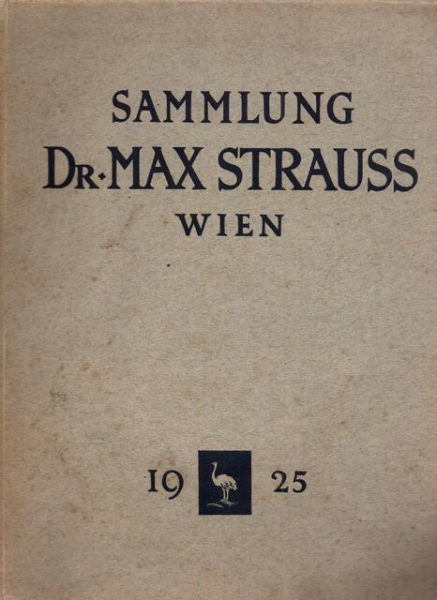 SAMMLUNG
DR. MAX STRAUSS
WIEN
19 25